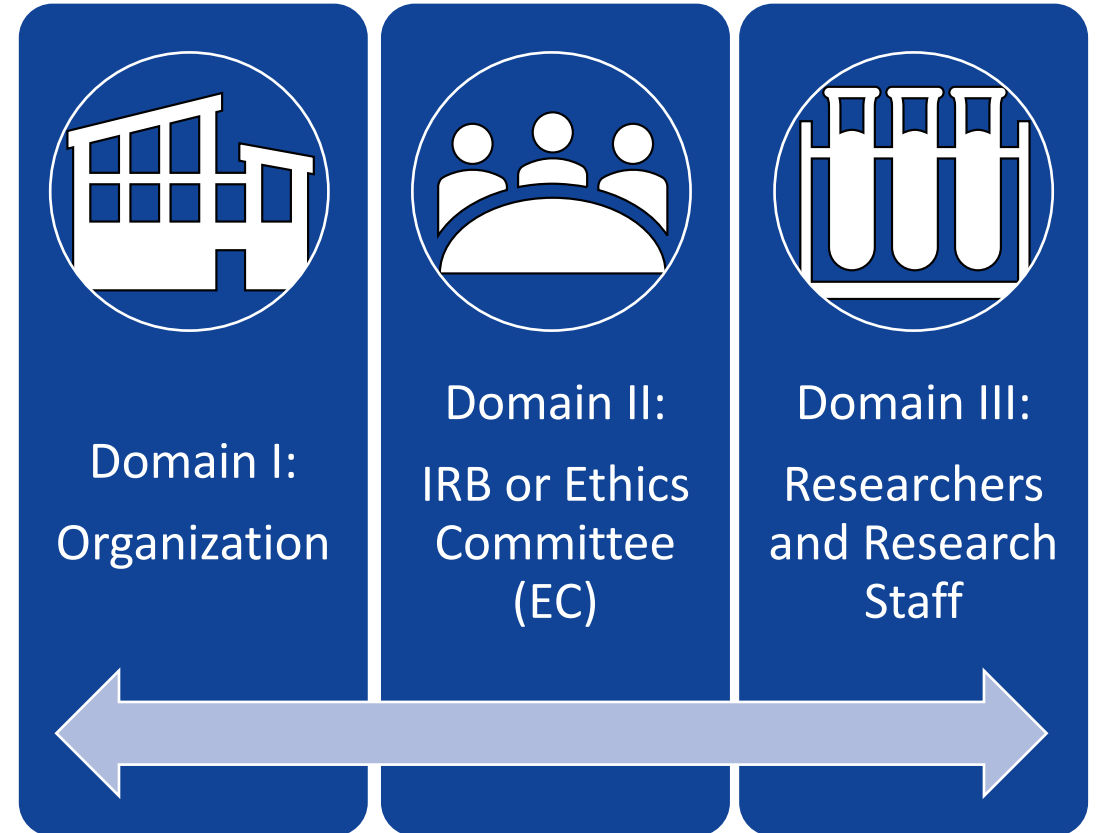 Domain I:
Organization
Domain II:
IRB or Ethics
Committee
(EC)
Domain III:
Researchers
and Research
Staff